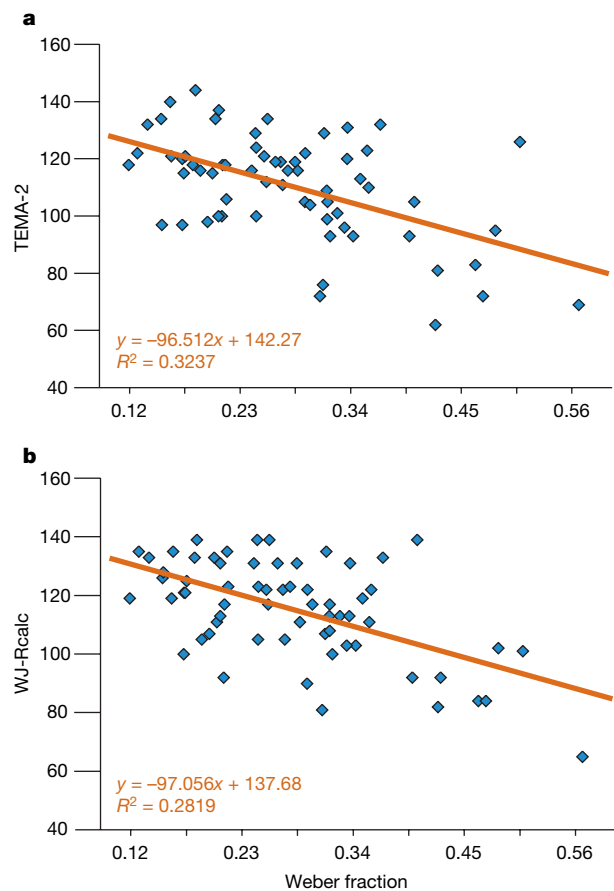 a
160
140
120
100
80
60
40
TEMA-2
y = –96.512x + 142.27
R² = 0.3237
0.12 0.23 0.34 0.45 0.56
b
160
140
120
100
80
60
40
WJ-Rcalc
y = –97.056x + 137.68
R² = 0.2819
0.12 0.23 0.34 0.45 0.56
Weber fraction